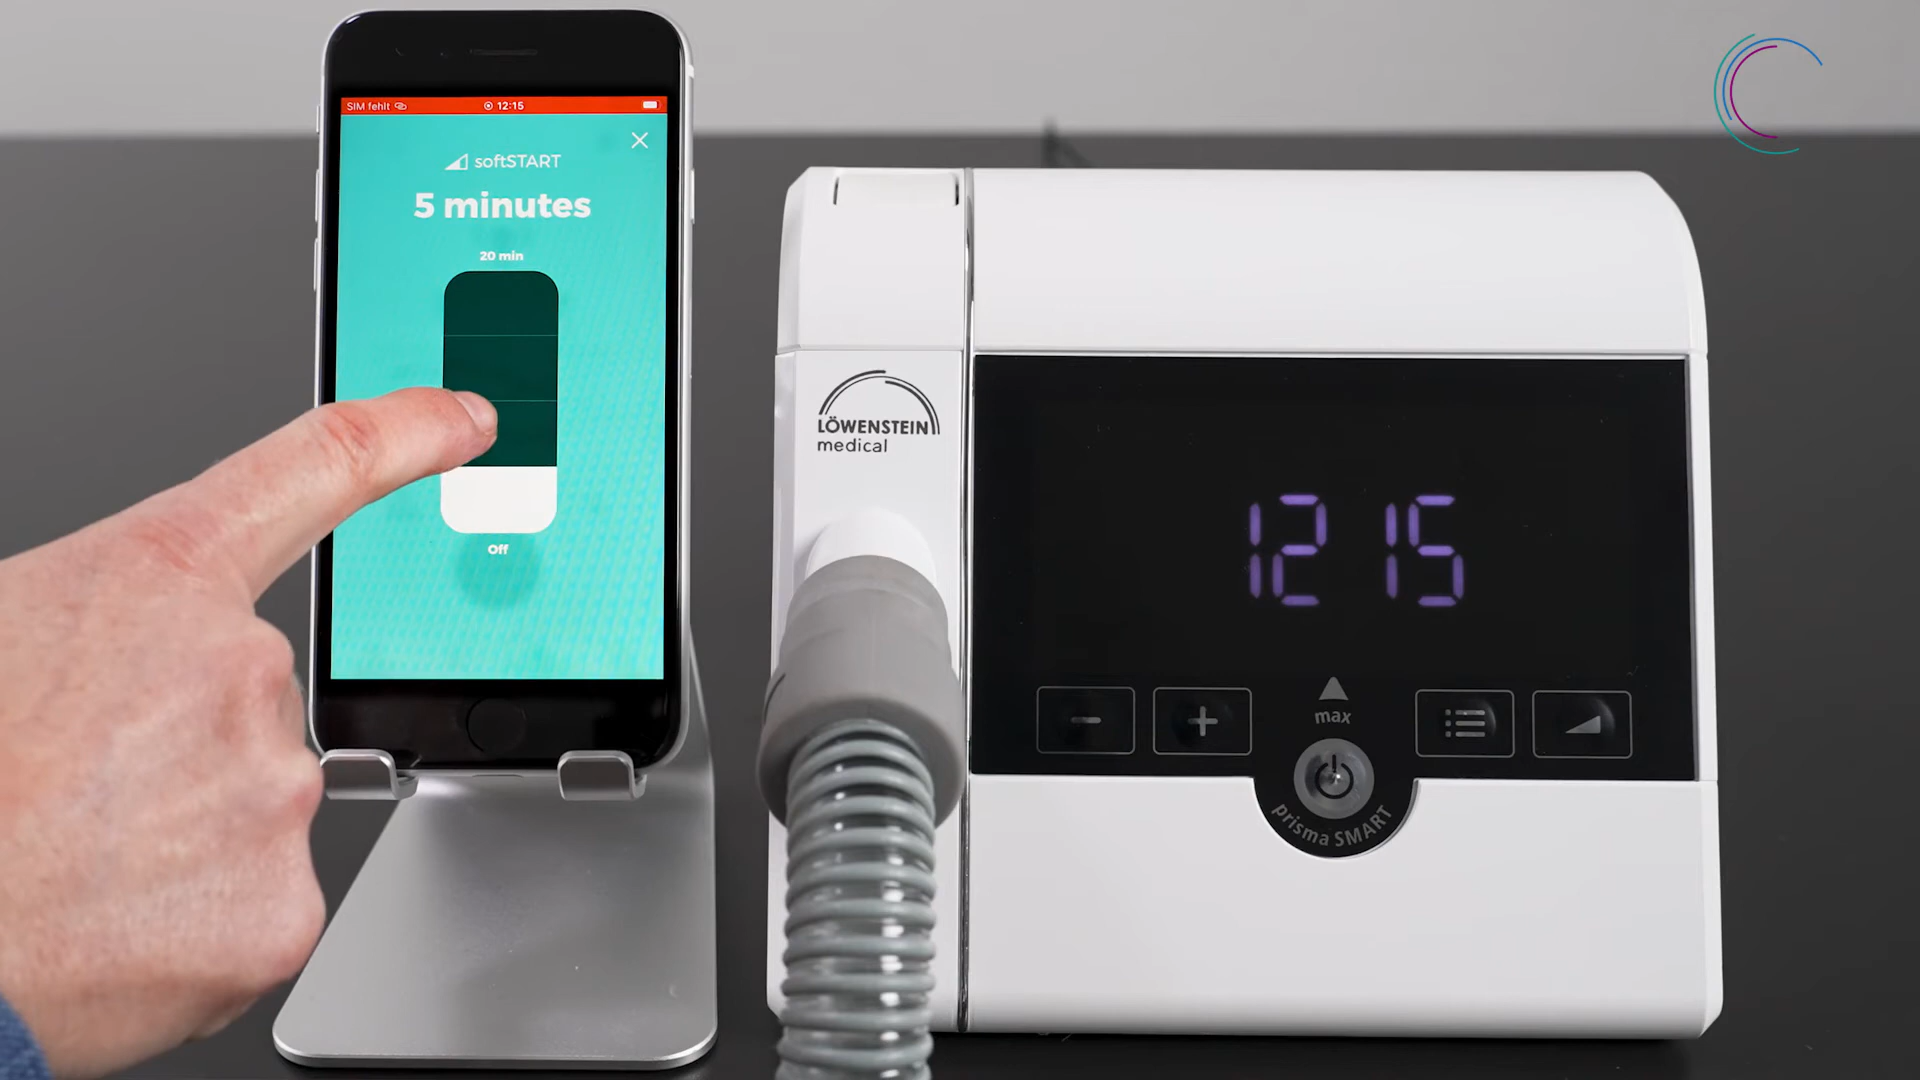 SIM fehlt
12:15
softSTART
5 minutes
20 min
Off
LÖWENSTEIN
medical
12 15
max
prisma SMART